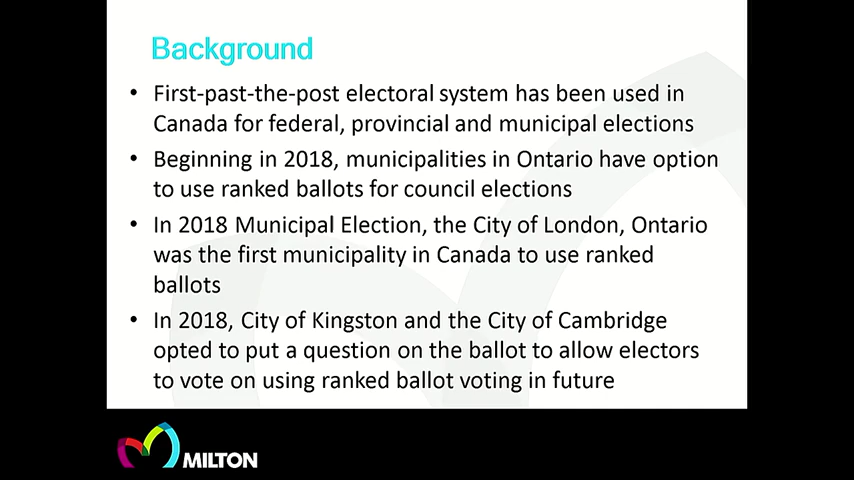 Background
• First-past-the-post electoral system has been used in
Canada for federal, provincial and municipal elections
• Beginning in 2018, municipalities in Ontario have option
to use ranked ballots for council elections
• In 2018 Municipal Election, the City of London, Ontario
was the first municipality in Canada to use ranked
ballots
• In 2018, City of Kingston and the City of Cambridge
opted to put a question on the ballot to allow electors
to vote on using ranked ballot voting in future
MILTON